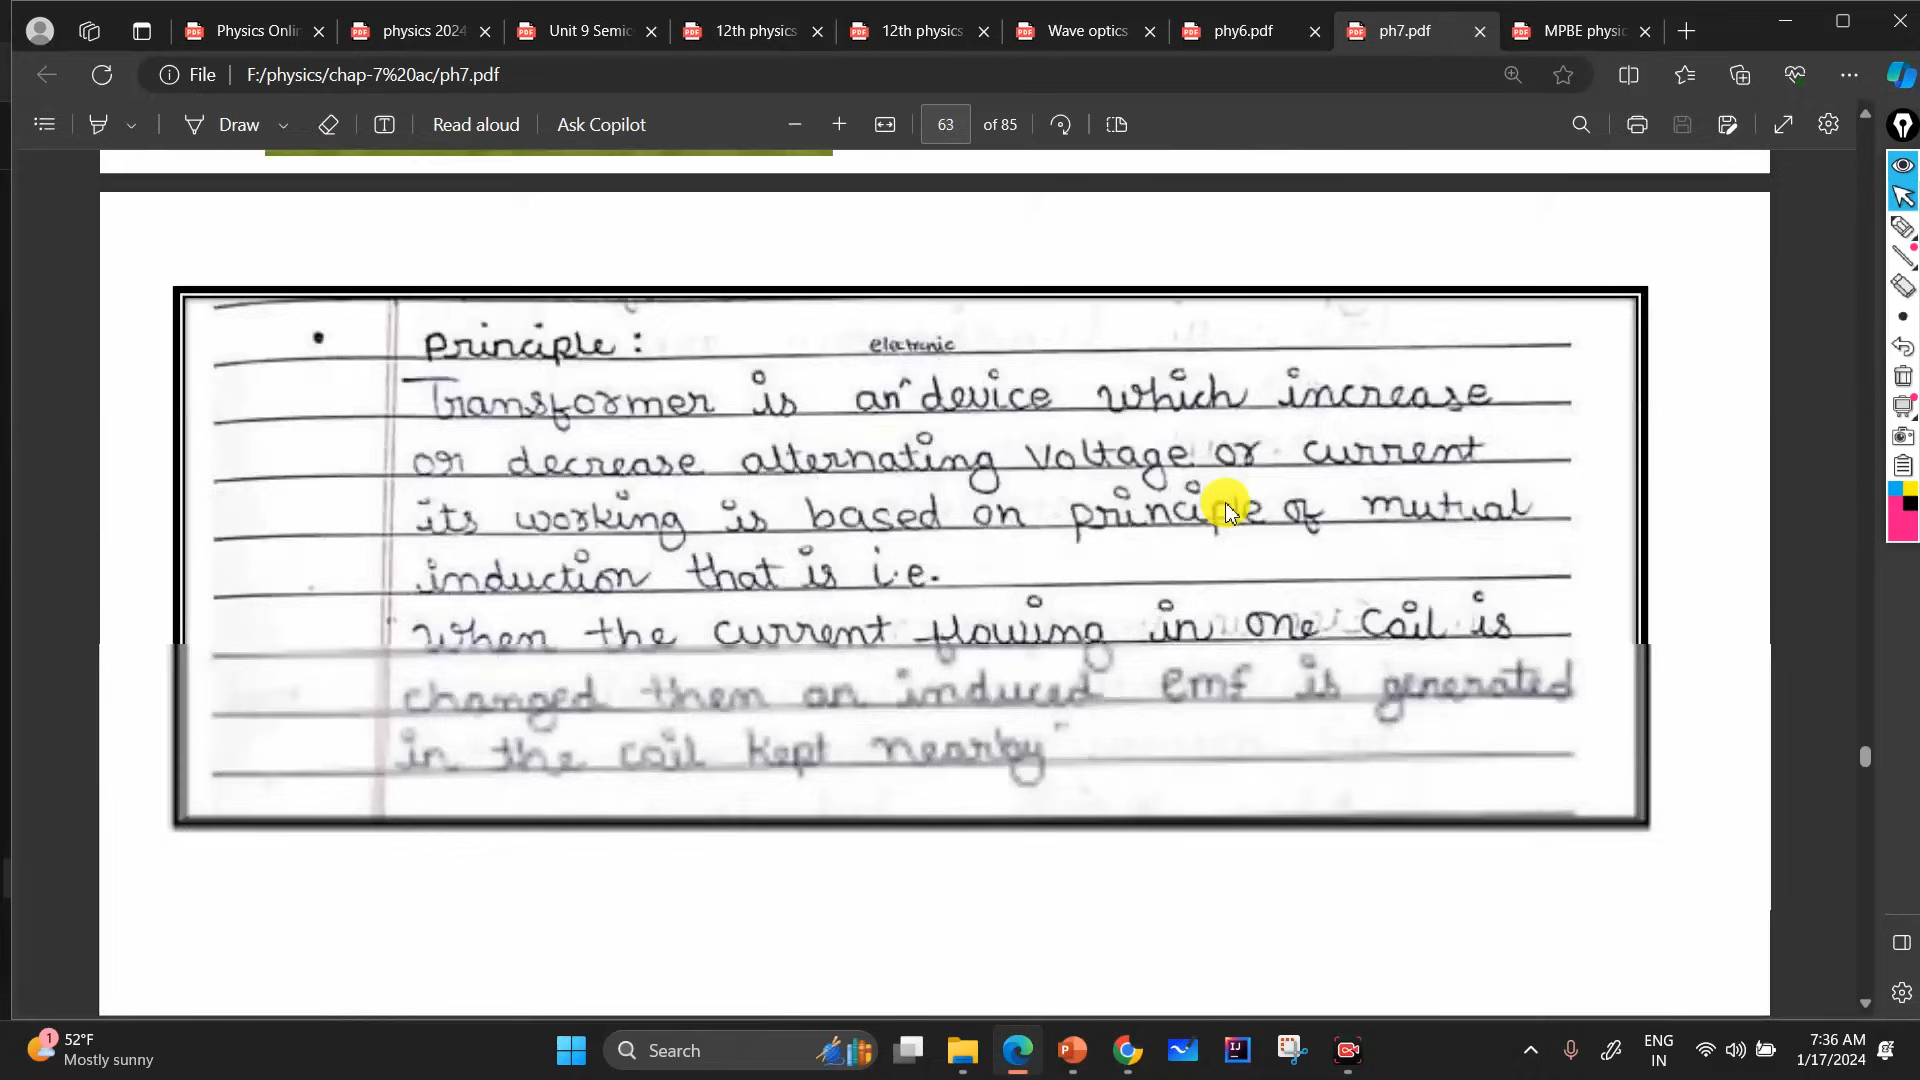 Physics Onlin
physics 2024
Unit 9 Semic
12th physics
12th physics
Wave optics
phy6.pdf
ph7.pdf
MPBE physic
File
F:/physics/chap-7%20ac/ph7.pdf
Draw
Read aloud
Ask Copilot
63
of 85
Principle :
electronic
Transformer is an^device which increase
or decrease alternating voltage or current
its working is based on principle of mutual
induction that is i.e.
"When the current flowing in one coil is
changed them an induced emf is generated
in the coil kept nearby"
1
52°F
Mostly sunny
Search
ENG
IN
7:36 AM
1/17/2024